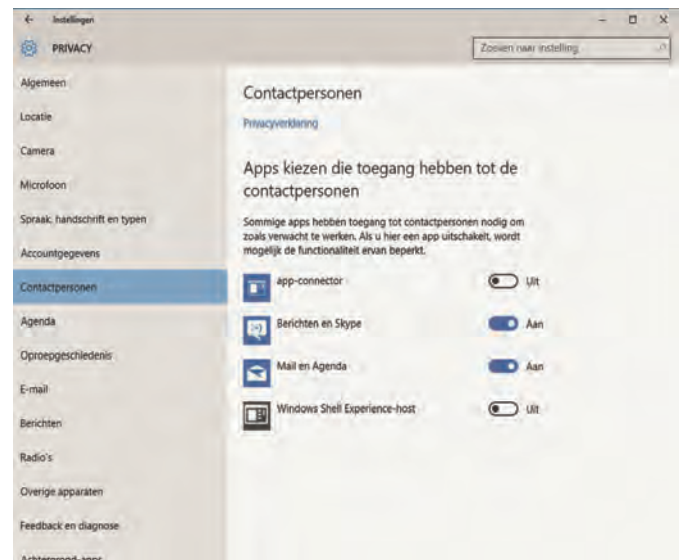 Instellingen
PRIVACY
Zoeken naar instelling
Algemeen
Locatie
Camera
Microfoon
Spraak, handschrift en typen
Accountgegevens
Contactpersonen
Agenda
Oproepgeschiedenis
E-mail
Berichten
Radio's
Overige apparaten
Feedback en diagnose
Achtergrond-apps
Contactpersonen
Privacyverklaring
Apps kiezen die toegang hebben tot de
contactpersonen
Sommige apps hebben toegang tot contactpersonen nodig om
zoals verwacht te werken. Als u hier een app uitschakelt, wordt
mogelijk de functionaliteit ervan beperkt.
app-connector Uit
Berichten en Skype Aan
Mail en Agenda Aan
Windows Shell Experience-host Uit